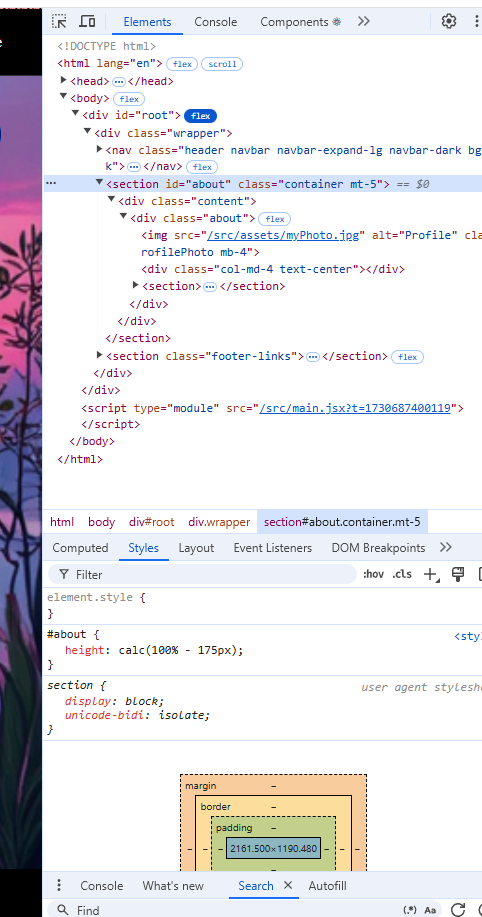 e
Elements Console Components
<!DOCTYPE html>
<html lang="en"> flex scroll
<head> ⋯ </head>
<body> flex
<div id="root"> flex
<div class="wrapper">
<nav class="header navbar navbar-expand-lg navbar-dark bg
k"> ⋯ </nav> flex
⋯ <section id="about" class="container mt-5"> == $0
<div class="content">
<div class="about"> flex
<img src="/src/assets/myPhoto.jpg" alt="Profile" clas
rofilePhoto mb-4">
<div class="col-md-4 text-center"></div>
<section> ⋯ </section>
</div>
</div>
</section>
<section class="footer-links"> ⋯ </section> flex
</div>
</div>
<script type="module" src="/src/main.jsx?t=1730687400119">
</script>
</body>
</html>
html body div#root div.wrapper section#about.container.mt-5
Computed Styles Layout Event Listeners DOM Breakpoints
Filter :hov .cls
element.style {
}
#about { <sty
height: calc(100% - 175px);
}
section { user agent stylesh
display: block;
unicode-bidi: isolate;
}
margin –
border –
padding –
– – – 2161.500×1190.480 – – –
–
Console What's new Search Autofill
Find (.*) Aa